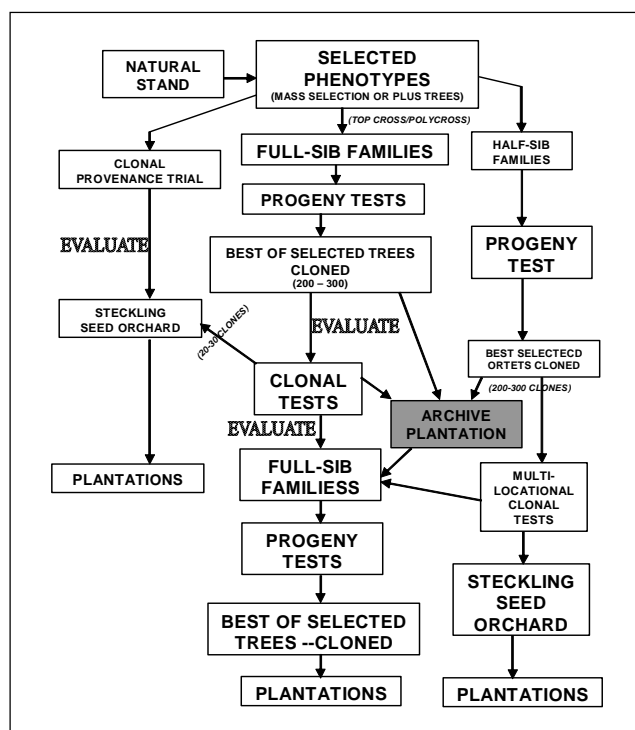 NATURAL
STAND
SELECTED
PHENOTYPES
(MASS SELECTION OR PLUS TREES)
(TOP CROSS/POLYCROSS)
CLONAL
PROVENANCE TRIAL
FULL-SIB FAMILIES
HALF-SIB
FAMILIES
PROGENY TESTS
EVALUATE
BEST OF SELECTED TREES
CLONED
(200 – 300)
PROGENY
TEST
STECKLING
SEED ORCHARD
(20-30 CLONES)
EVALUATE
BEST SELECTECD
ORTETS CLONED
(200-300 CLONES)
CLONAL
TESTS
ARCHIVE
PLANTATION
EVALUATE
PLANTATIONS
FULL-SIB
FAMILIESS
MULTI-
LOCATIONAL
CLONAL
TESTS
PROGENY
TESTS
STECKLING
SEED
ORCHARD
BEST OF SELECTED
TREES --CLONED
PLANTATIONS
PLANTATIONS